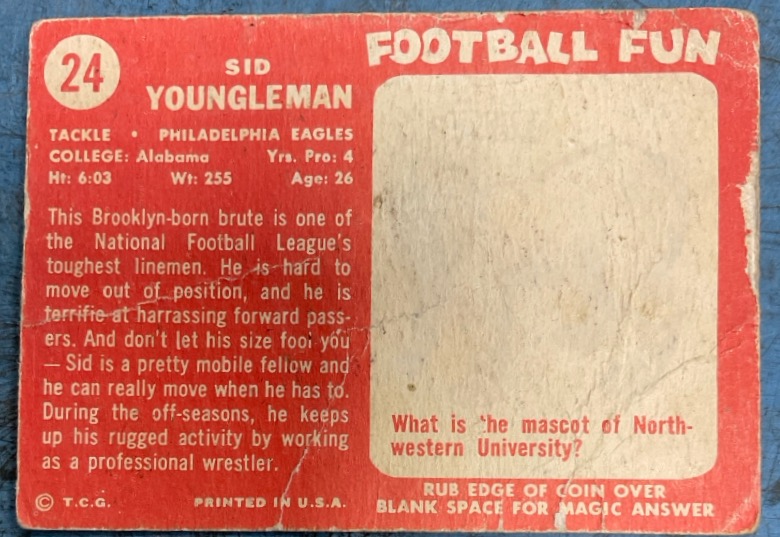 24
SID
YOUNGLEMAN
TACKLE • PHILADELPHIA EAGLES
COLLEGE: Alabama Yrs. Pro: 4
Ht: 6:03 Wt: 255 Age: 26
This Brooklyn-born brute is one of
the National Football League's
toughest linemen. He is hard to
move out of position, and he is
terrific at harrassing forward pass-
ers. And don't let his size fool you
— Sid is a pretty mobile fellow and
he can really move when he has to.
During the off-seasons, he keeps
up his rugged activity by working
as a professional wrestler.
© T.C.G. PRINTED IN U.S.A.
FOOTBALL FUN
What is the mascot of North-
western University?
RUB EDGE OF COIN OVER
BLANK SPACE FOR MAGIC ANSWER